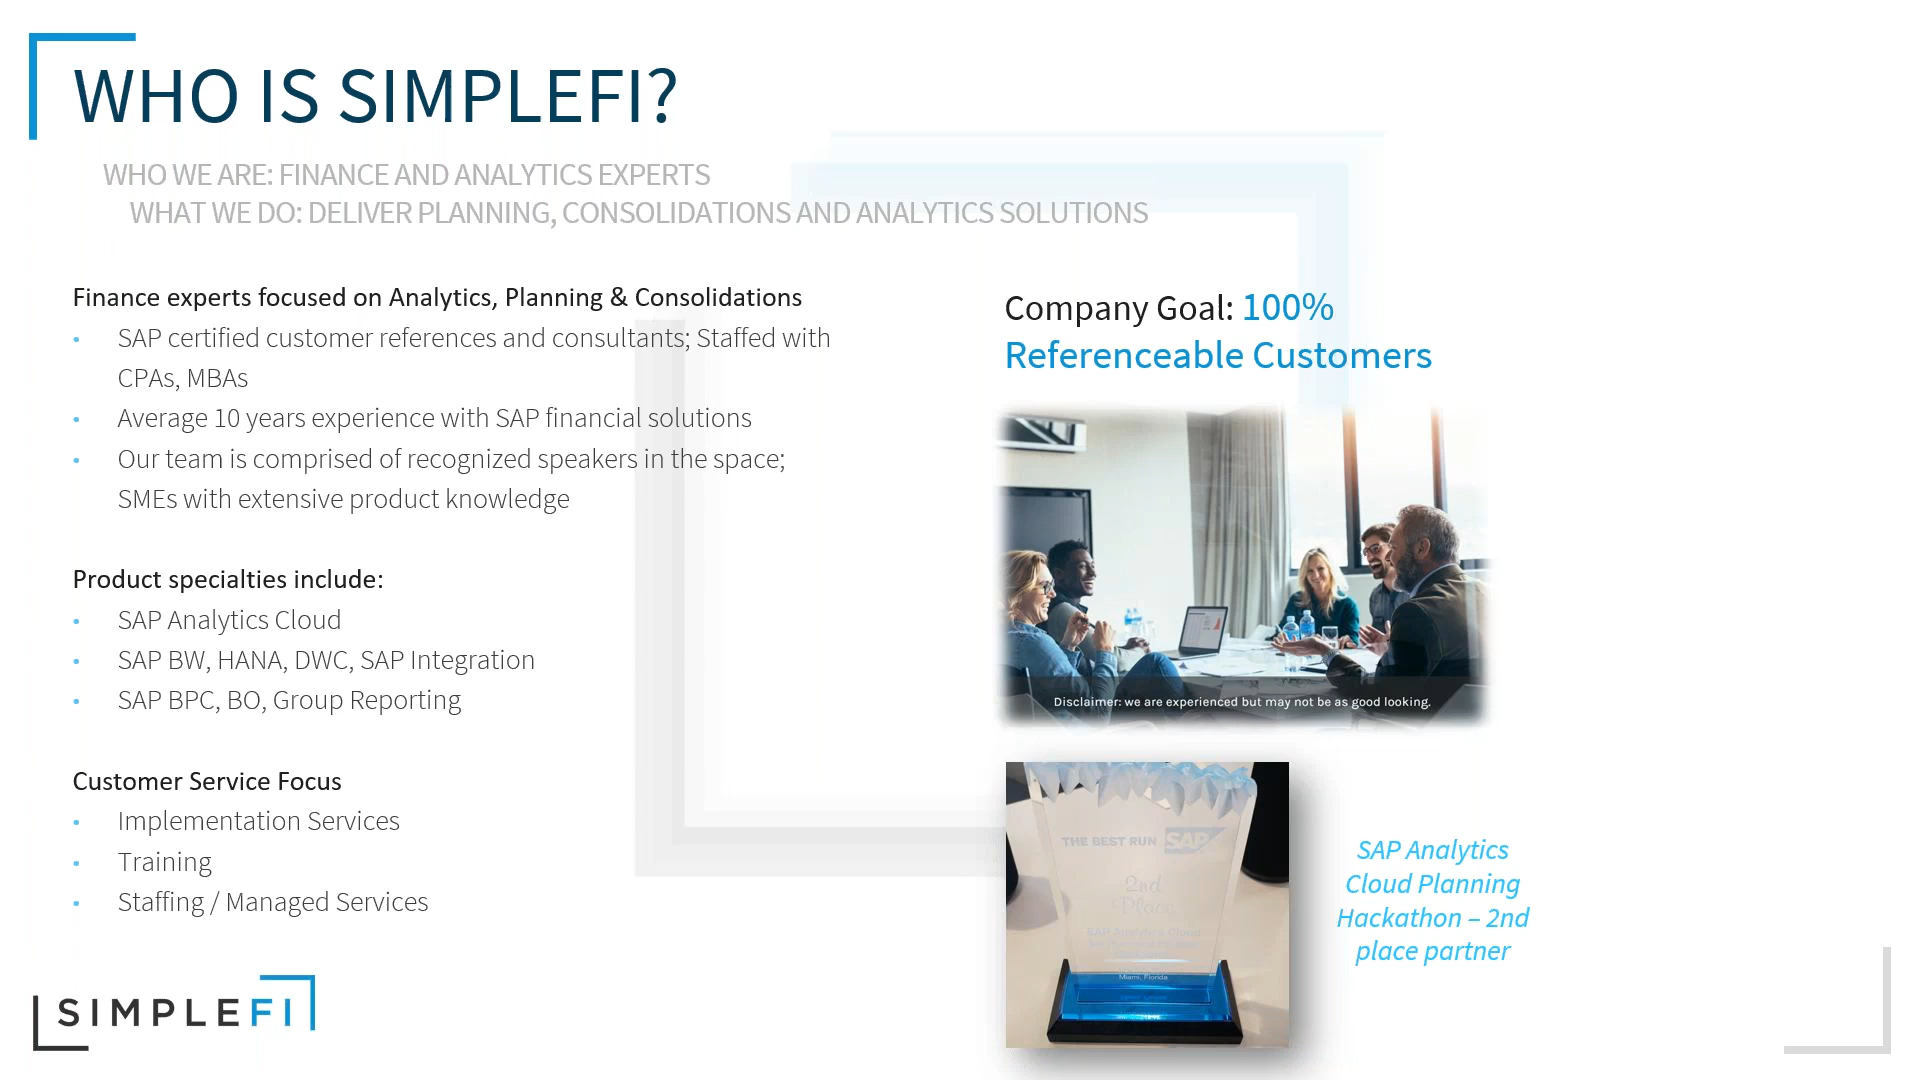 WHO IS SIMPLEFI?
WHO WE ARE: FINANCE AND ANALYTICS EXPERTS
WHAT WE DO: DELIVER PLANNING, CONSOLIDATIONS AND ANALYTICS SOLUTIONS
Finance experts focused on Analytics, Planning & Consolidations
• SAP certified customer references and consultants; Staffed with
CPAs, MBAs
• Average 10 years experience with SAP financial solutions
• Our team is comprised of recognized speakers in the space;
SMEs with extensive product knowledge
Product specialties include:
• SAP Analytics Cloud
• SAP BW, HANA, DWC, SAP Integration
• SAP BPC, BO, Group Reporting
Customer Service Focus
• Implementation Services
• Training
• Staffing / Managed Services
SIMPLEFI
Company Goal: 100%
Referenceable Customers
Disclaimer: we are experienced but may not be as good looking.
THE BEST RUN SAP
2nd
Place
SAP Analytics Cloud
Miami, Florida
SAP Analytics
Cloud Planning
Hackathon – 2nd
place partner